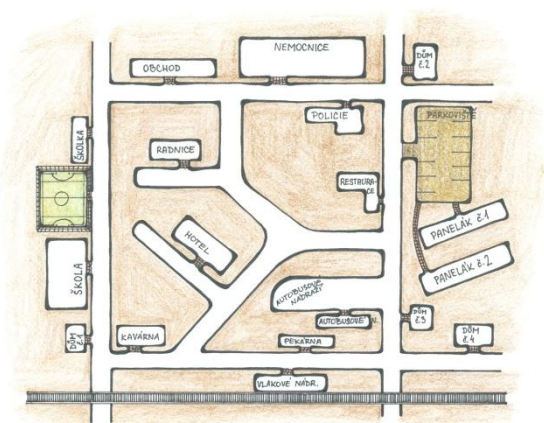 NEMOCNICE
OBCHOD
DŮM
č.2
POLICIE
PARKOVIŠTĚ
ŠKOLKA
RADNICE
RESTAURA-
CE
PANELÁK č.1
HOTEL
PANELÁK č.2
ŠKOLA
AUTOBUSOVÉ
NÁDRAŽÍ
AUTOBUSOVÉ N.
DŮM
č.3
DŮM
č.4
DŮM
č.1
KAVÁRNA
PEKÁRNA
VLAKOVÉ NÁDR.